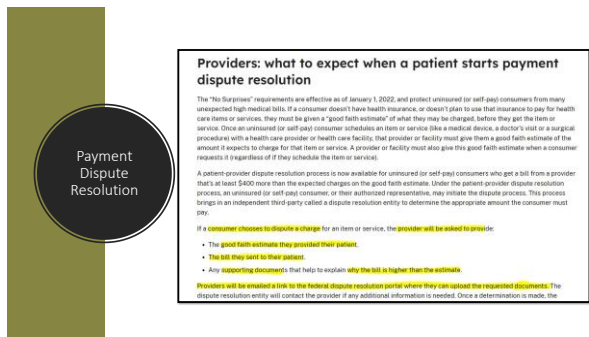 Payment
Dispute
Resolution
Providers: what to expect when a patient starts payment
dispute resolution
The "No Surprises" requirements are effective as of January 1, 2022, and protect uninsured (or self-pay) consumers from many
unexpected high medical bills. If a consumer doesn't have health insurance, or doesn't plan to use that insurance to pay for health
care items or services, they must be given a "good faith estimate" of what they may be charged, before they get the item or
service. Once an uninsured (or self-pay) consumer schedules an item or service (like a medical device, a doctor's visit or a surgical
procedure) with a health care provider or health care facility, that provider or facility must give them a good faith estimate of the
amount it expects to charge for that item or service. A provider or facility must also give this good faith estimate when a consumer
requests it (regardless of if they schedule the item or service).
A patient-provider dispute resolution process is now available for uninsured (or self-pay) consumers who get a bill from a provider
that's at least $400 more than the expected charges on the good faith estimate. Under the patient-provider dispute resolution
process, an uninsured (or self-pay) consumer, or their authorized representative, may initiate the dispute process. This process
brings in an independent third-party called a dispute resolution entity to determine the appropriate amount the consumer must
pay.
If a consumer chooses to dispute a charge for an item or service, the provider will be asked to provide:
• The good faith estimate they provided their patient.
• The bill they sent to their patient.
• Any supporting documents that help to explain why the bill is higher than the estimate.
Providers will be emailed a link to the federal dispute resolution portal where they can upload the requested documents. The
dispute resolution entity will contact the provider if any additional information is needed. Once a determination is made, the